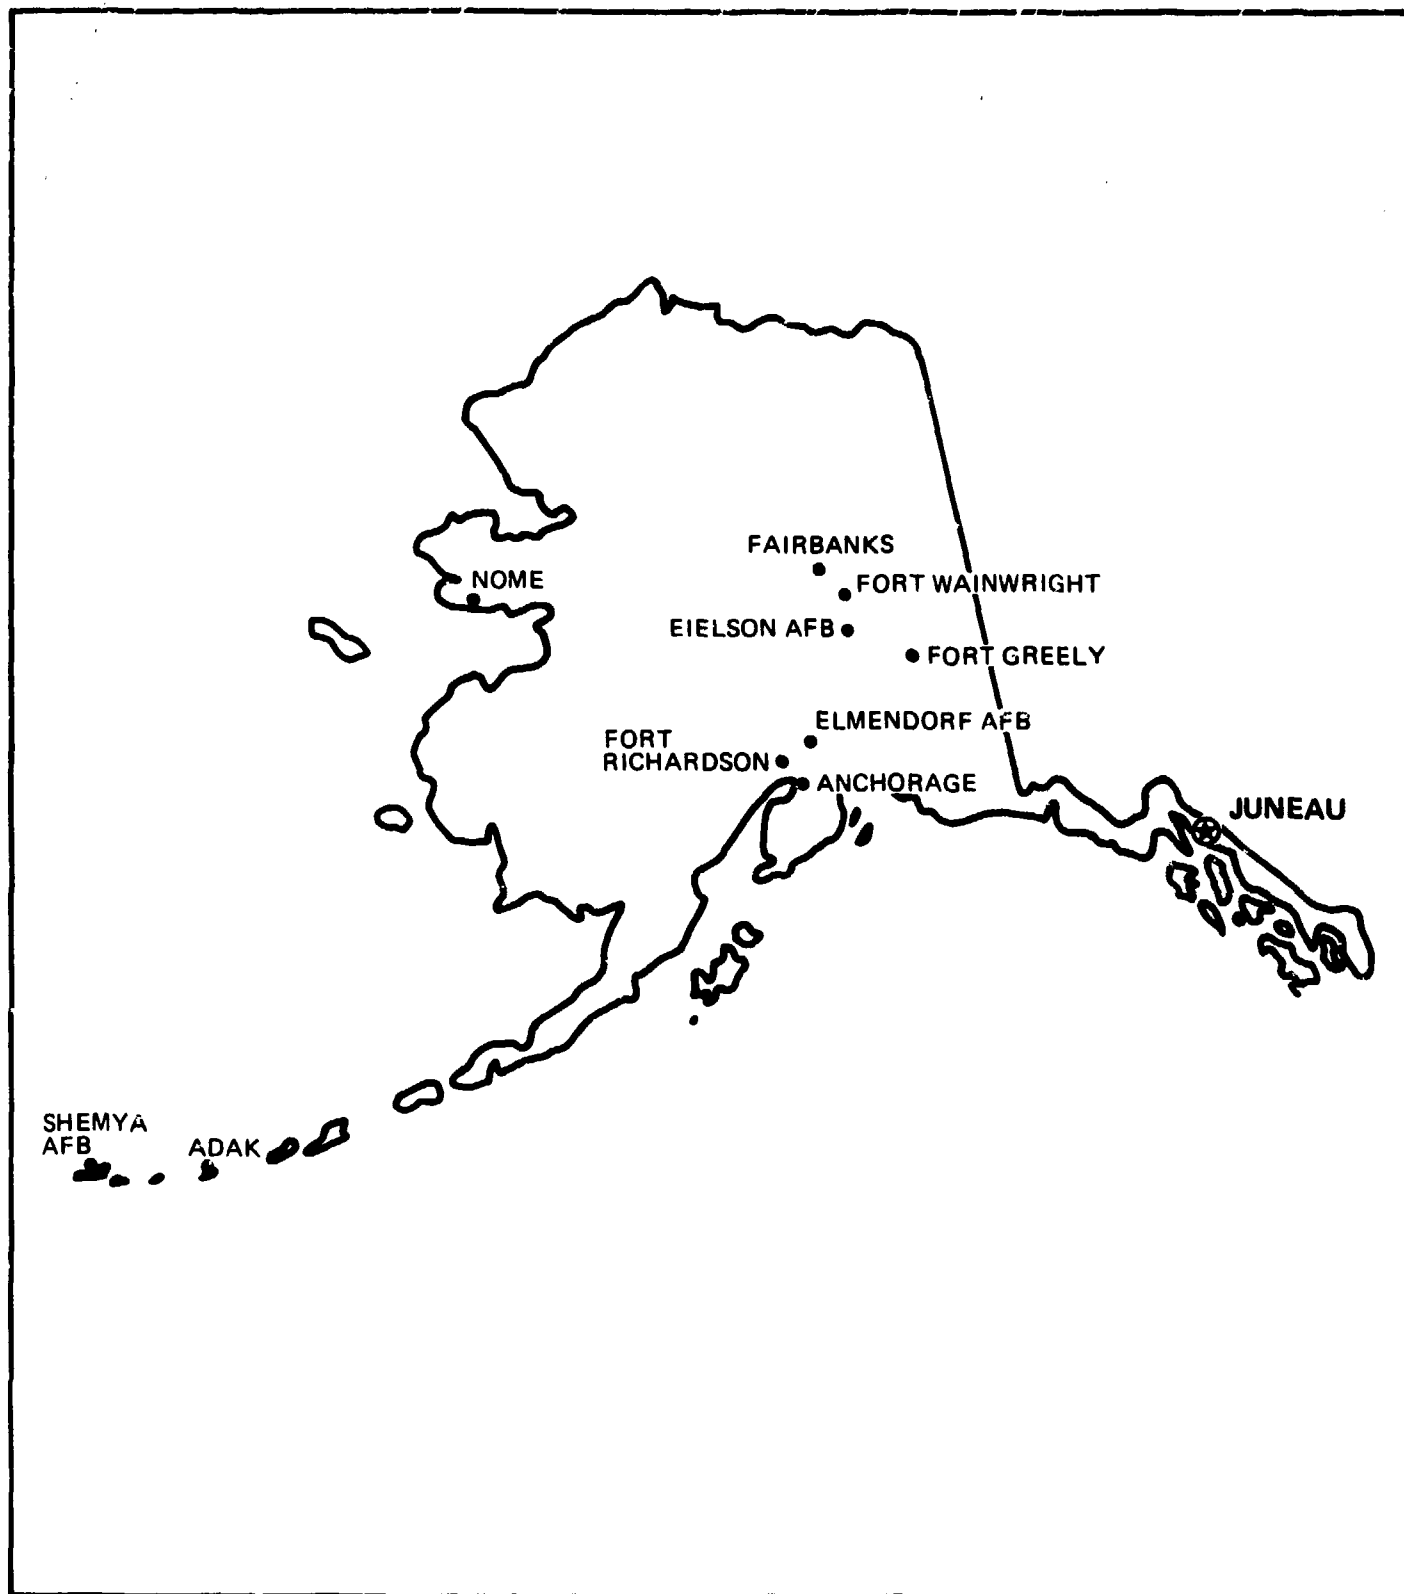 FAIRBANKS
NOME
FORT WAINWRIGHT
EIELSON AFB
FORT GREELY
ELMENDORF AFB
FORT
RICHARDSON
ANCHORAGE
JUNEAU
SHEMYA
AFB
ADAK